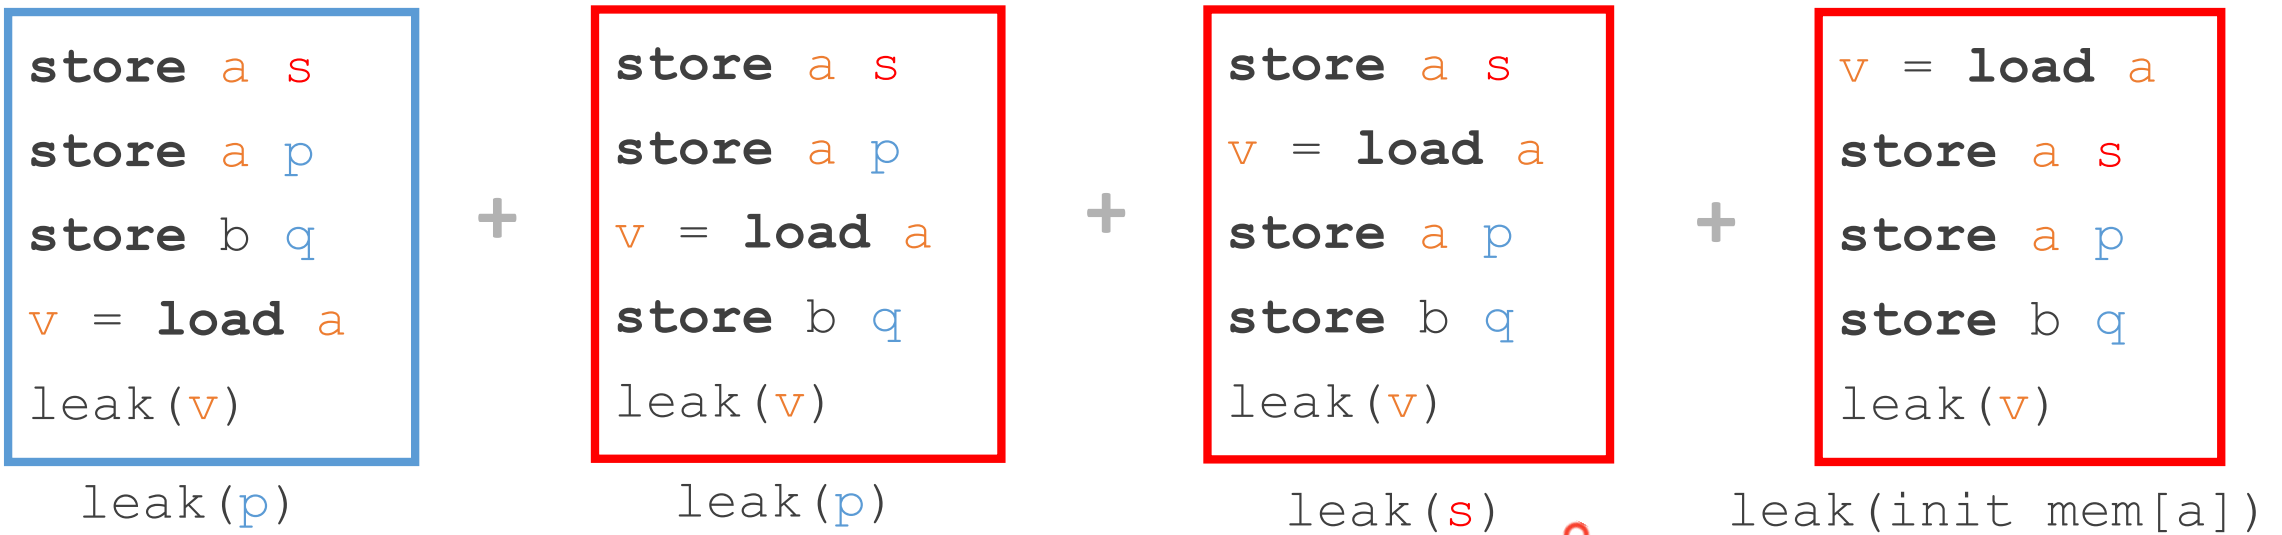 store a s
store a p
store b q
v = load a
leak(v)
leak(p)
+
store a s
store a p
v = load a
store b q
leak(v)
leak(p)
+
store a s
v = load a
store a p
store b q
leak(v)
leak(s)
+
v = load a
store a s
store a p
store b q
leak(v)
leak(init mem[a])